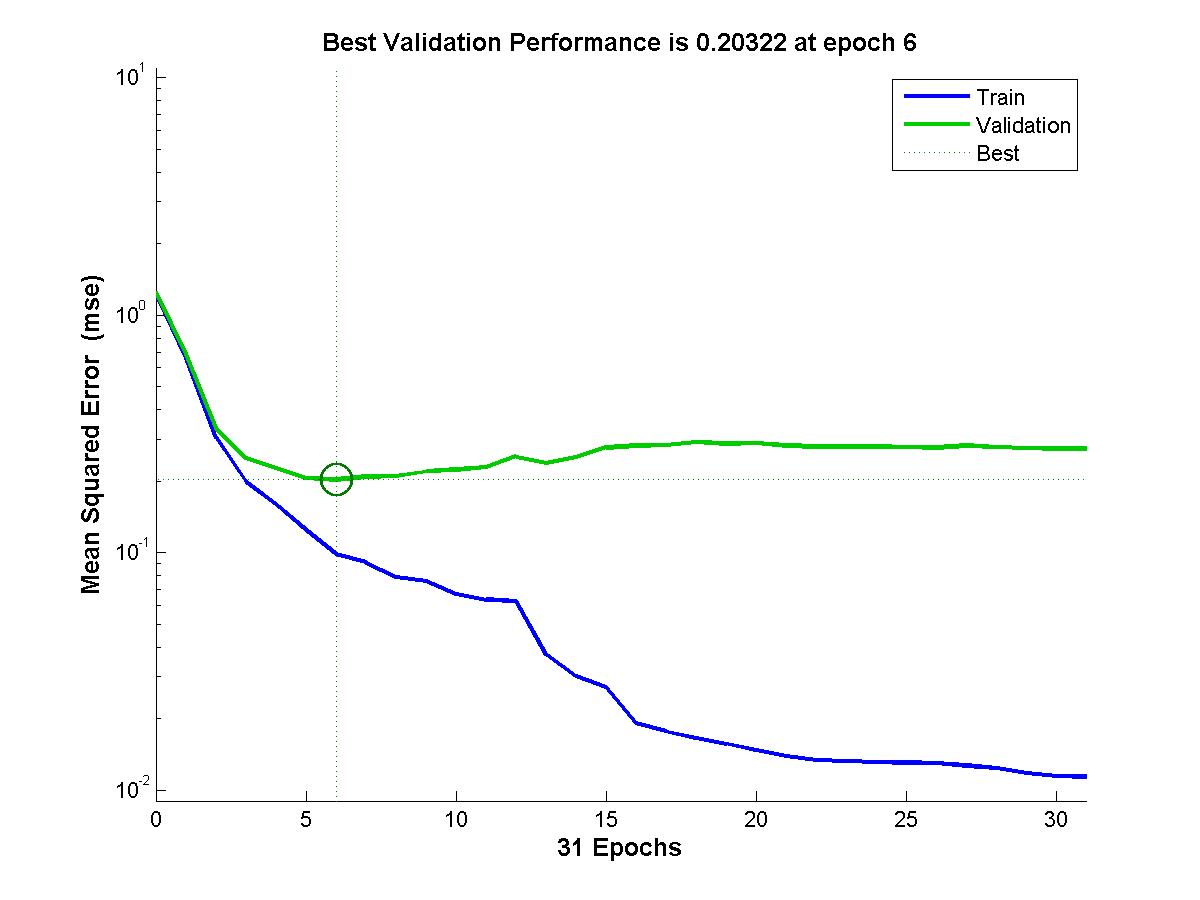 Best Validation Performance is 0.20322 at epoch 6
Train
Validation
Best
Mean Squared Error (mse)
10^1
10^0
10^-1
10^-2
0 5 10 15 20 25 30
31 Epochs